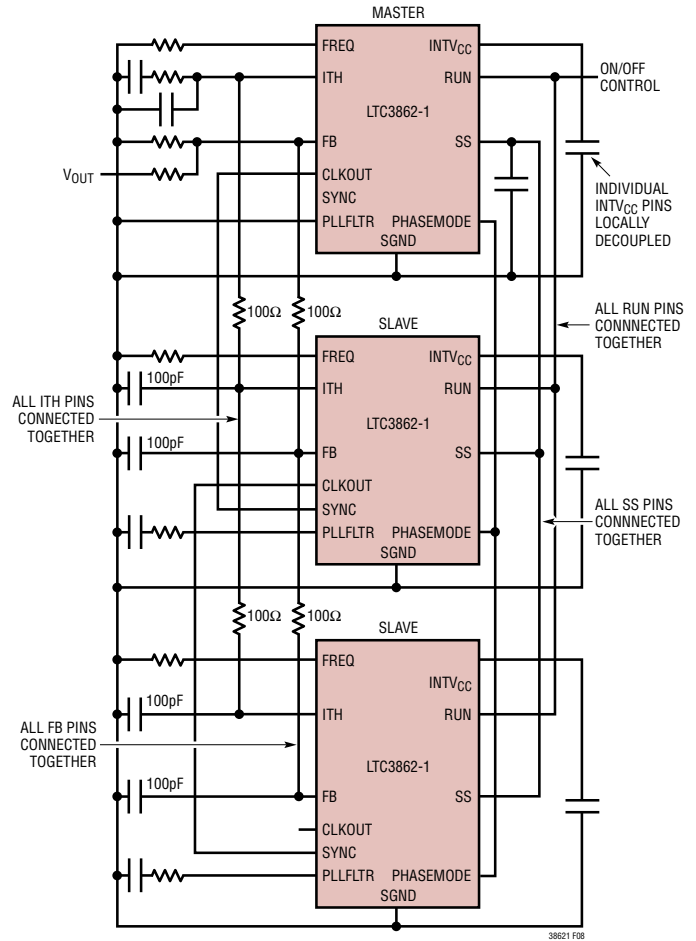 MASTER
FREQ
INTVCC
ITH
RUN
ON/OFF
CONTROL
LTC3862-1
FB
SS
VOUT
CLKOUT
SYNC
PLLFLTR
PHASEMODE
SGND
INDIVIDUAL
INTVCC PINS
LOCALLY
DECOUPLED
100Ω
100Ω
ALL RUN PINS
CONNNECTED
TOGETHER
SLAVE
FREQ
INTVCC
100pF
ITH
RUN
ALL ITH PINS
CONNECTED
TOGETHER
LTC3862-1
100pF
FB
SS
CLKOUT
SYNC
PLLFLTR
PHASEMODE
SGND
ALL SS PINS
CONNNECTED
TOGETHER
100Ω
100Ω
SLAVE
FREQ
INTVCC
100pF
ITH
RUN
ALL FB PINS
CONNECTED
TOGETHER
LTC3862-1
100pF
FB
SS
CLKOUT
SYNC
PLLFLTR
PHASEMODE
SGND
38621 F08